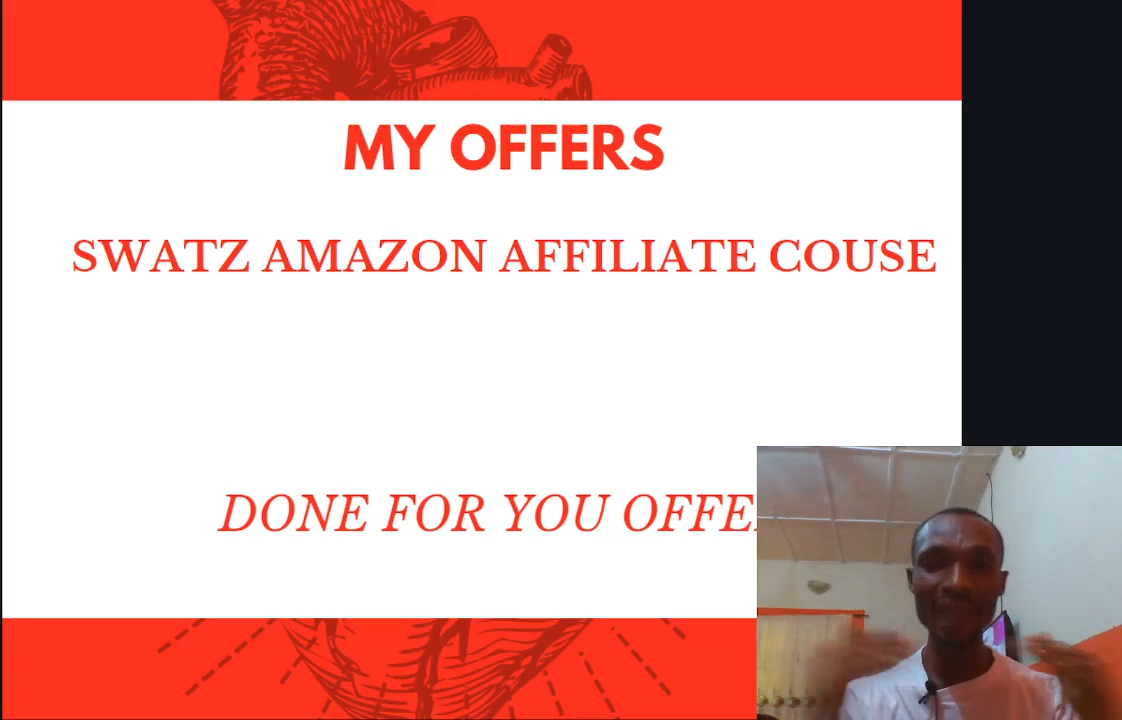 MY OFFERS
SWATZ AMAZON AFFILIATE COUSE
DONE FOR YOU